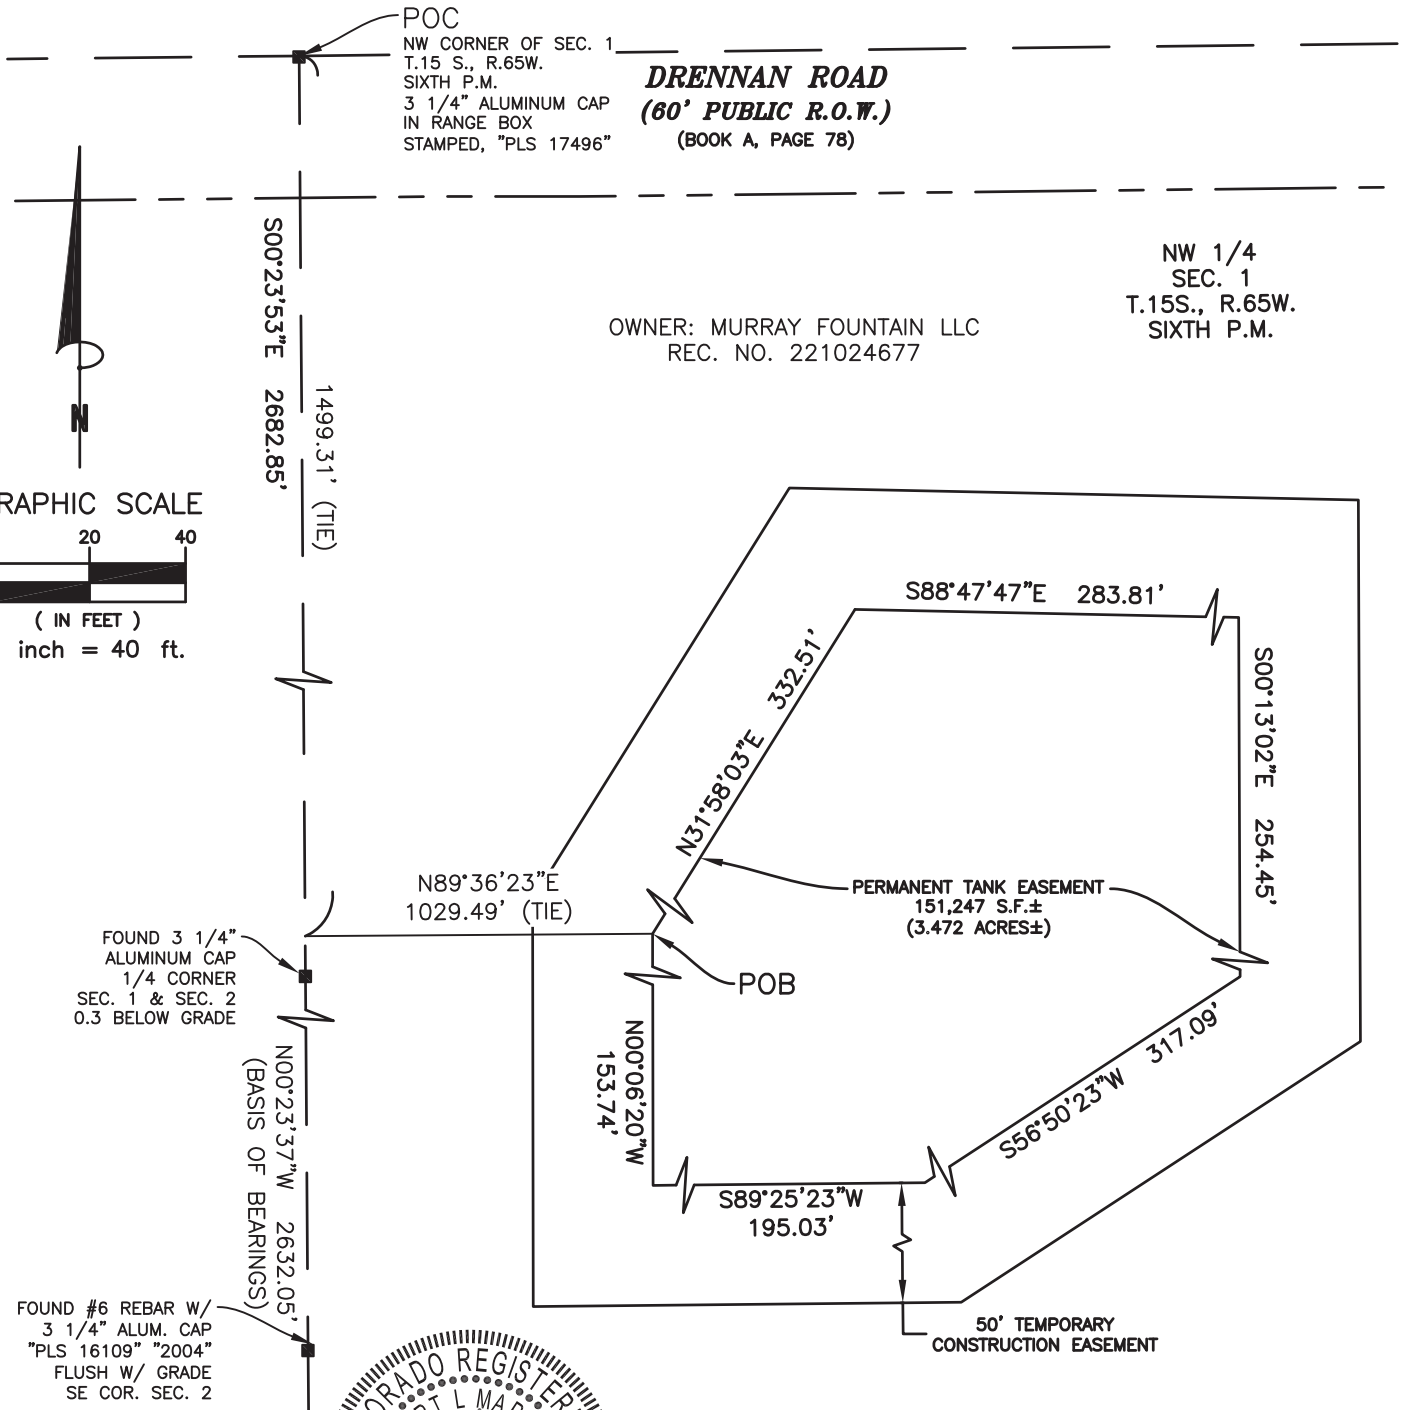 POC
NW CORNER OF SEC. 1
T.15 S., R.65W.
SIXTH P.M.
3 1/4" ALUMINUM CAP
IN RANGE BOX
STAMPED, "PLS 17496"
DRENNAN ROAD
(60' PUBLIC R.O.W.)
(BOOK A, PAGE 78)
NW 1/4
SEC. 1
T.15S., R.65W.
SIXTH P.M.
OWNER: MURRAY FOUNTAIN LLC
REC. NO. 221024677
S00°23'53"E 2682.85'
1499.31' (TIE)
N
RAPHIC SCALE
20 40
( IN FEET )
inch = 40 ft.
S88°47'47"E 283.81'
N31°58'03"E 332.51'
S00°13'02"E 254.45'
N89°36'23"E
1029.49' (TIE)
PERMANENT TANK EASEMENT
151,247 S.F.±
(3.472 ACRES±)
POB
FOUND 3 1/4"
ALUMINUM CAP
1/4 CORNER
SEC. 1 & SEC. 2
0.3 BELOW GRADE
N00°06'20"W
153.74'
S56°50'23"W 317.09'
S89°25'23"W
195.03'
N00°23'37"W 2632.05'
(BASIS OF BEARINGS)
FOUND #6 REBAR W/
3 1/4" ALUM. CAP
"PLS 16109" "2004"
FLUSH W/ GRADE
SE COR. SEC. 2
50' TEMPORARY
CONSTRUCTION EASEMENT
ORADO REGISTER
L MAR